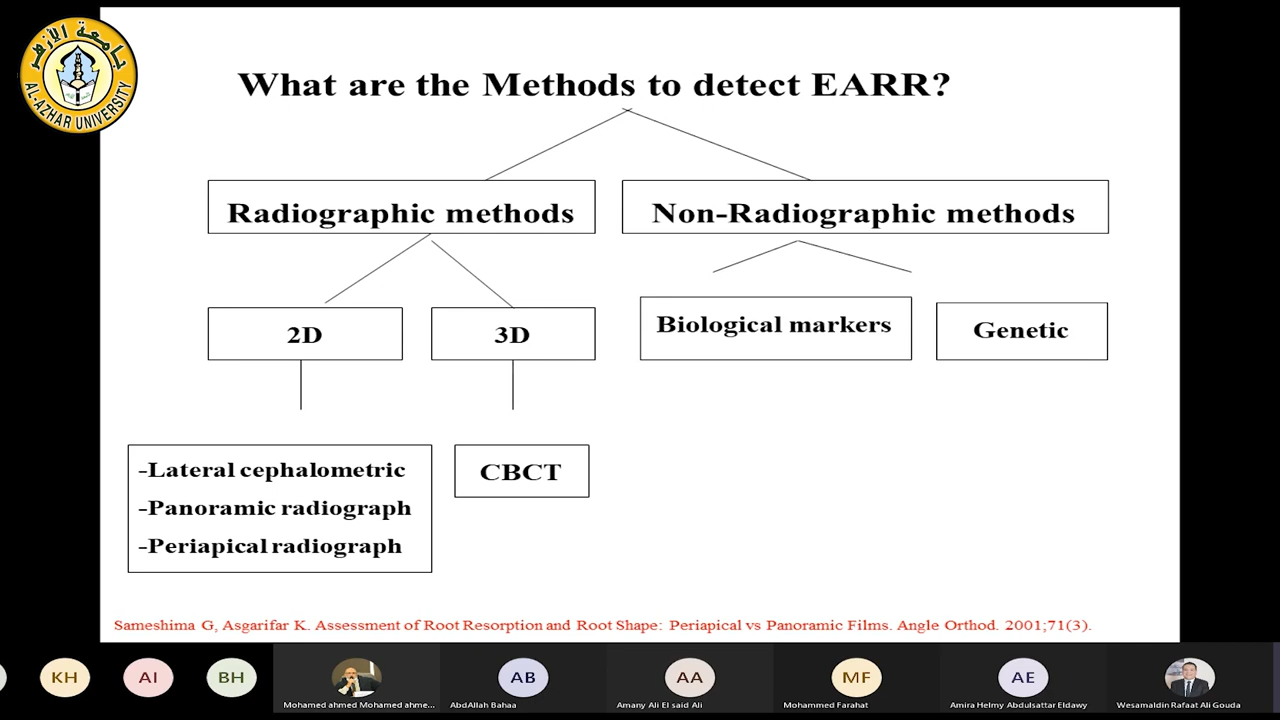 جامعة الأزهر
AL-AZHAR UNIVERSITY
What are the Methods to detect EARR?
Radiographic methods
Non-Radiographic methods
2D
3D
Biological markers
Genetic
-Lateral cephalometric
-Panoramic radiograph
-Periapical radiograph
CBCT
Sameshima G, Asgarifar K. Assessment of Root Resorption and Root Shape: Periapical vs Panoramic Films. Angle Orthod. 2001;71(3).
KH
AI
BH
AB
AA
MF
AE
Mohamed ahmed Mohamed ahme...
AbdAllah Bahaa
Amany Ali El said Ali
Mohammed Farahat
Amira Helmy Abdulsattar Eldawy
Wesamaldin Rafaat Ali Gouda